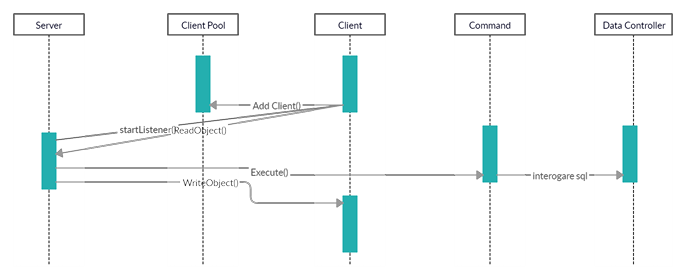 Server
Client Pool
Client
Command
Data Controller
Add Client()
startListener()
ReadObject()
Execute()
interogare sql
WriteObject()